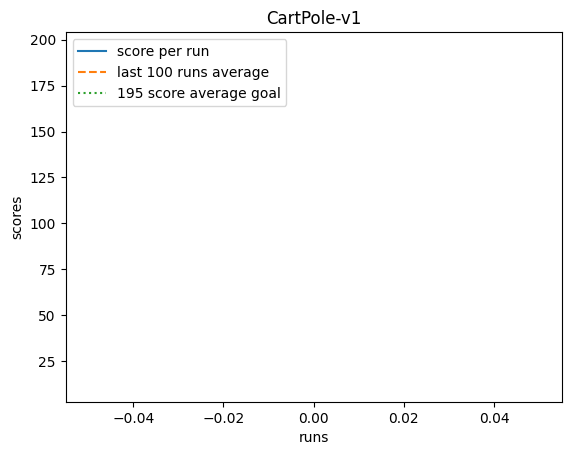 CartPole-v1
score per run
last 100 runs average
195 score average goal
200
175
150
125
100
75
50
25
scores
−0.04
−0.02
0.00
0.02
0.04
runs